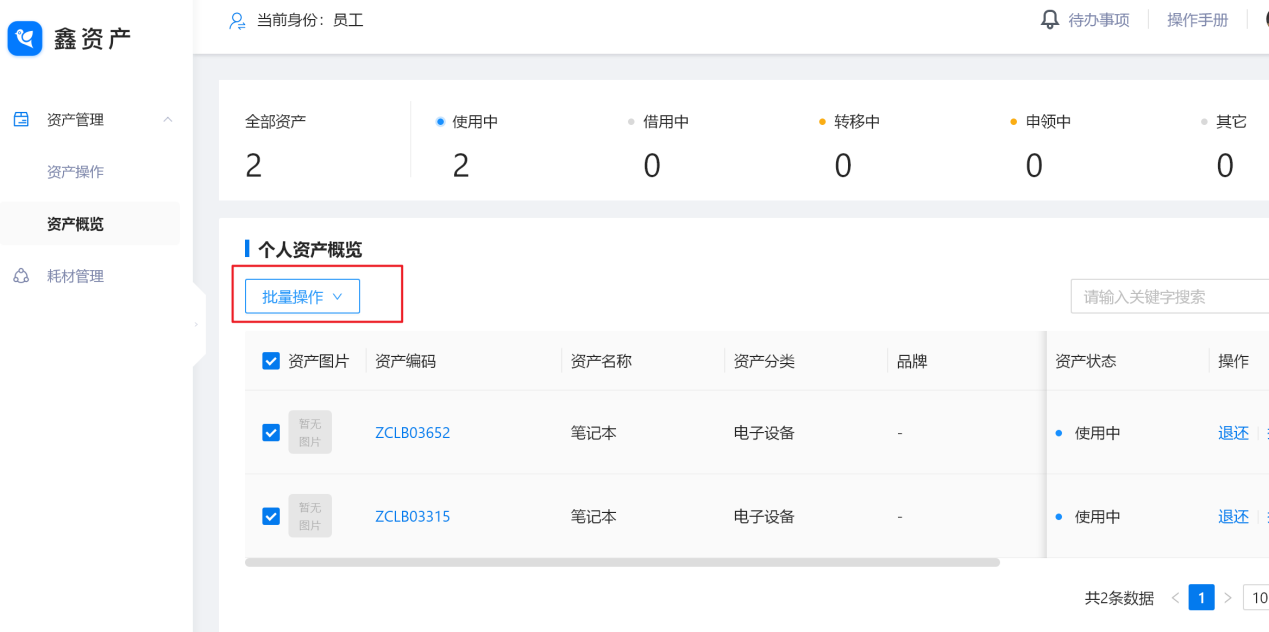 鑫资产
当前身份：员工
待办事项
操作手册
资产管理
资产操作
资产概览
耗材管理
全部资产
2
使用中
2
借用中
0
转移中
0
申领中
0
其它
0
个人资产概览
批量操作
请输入关键字搜索
资产图片 资产编码 资产名称 资产分类 品牌 资产状态 操作
暂无
图片
ZCLB03652 笔记本 电子设备 - 使用中 退还
暂无
图片
ZCLB03315 笔记本 电子设备 - 使用中 退还
共2条数据 < 1 > 10